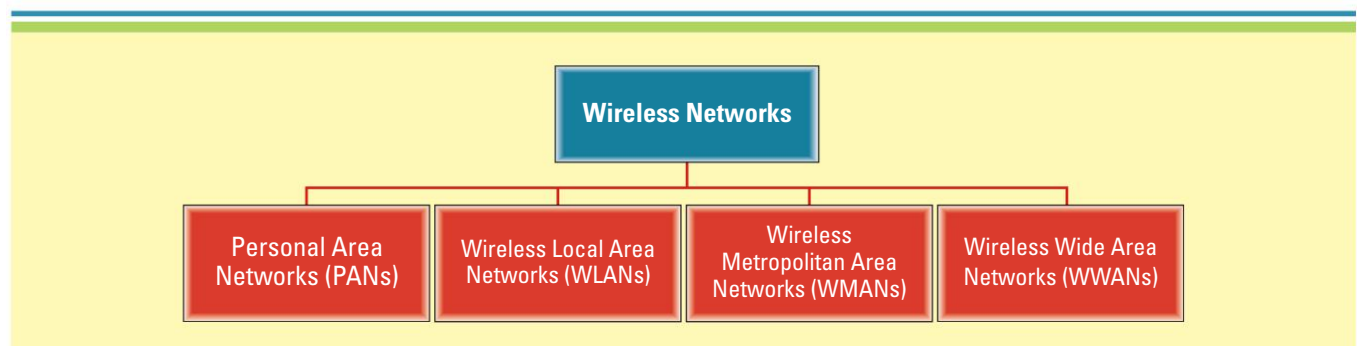 Wireless Networks
Personal Area
Networks (PANs)
Wireless Local Area
Networks (WLANs)
Wireless
Metropolitan Area
Networks (WMANs)
Wireless Wide Area
Networks (WWANs)